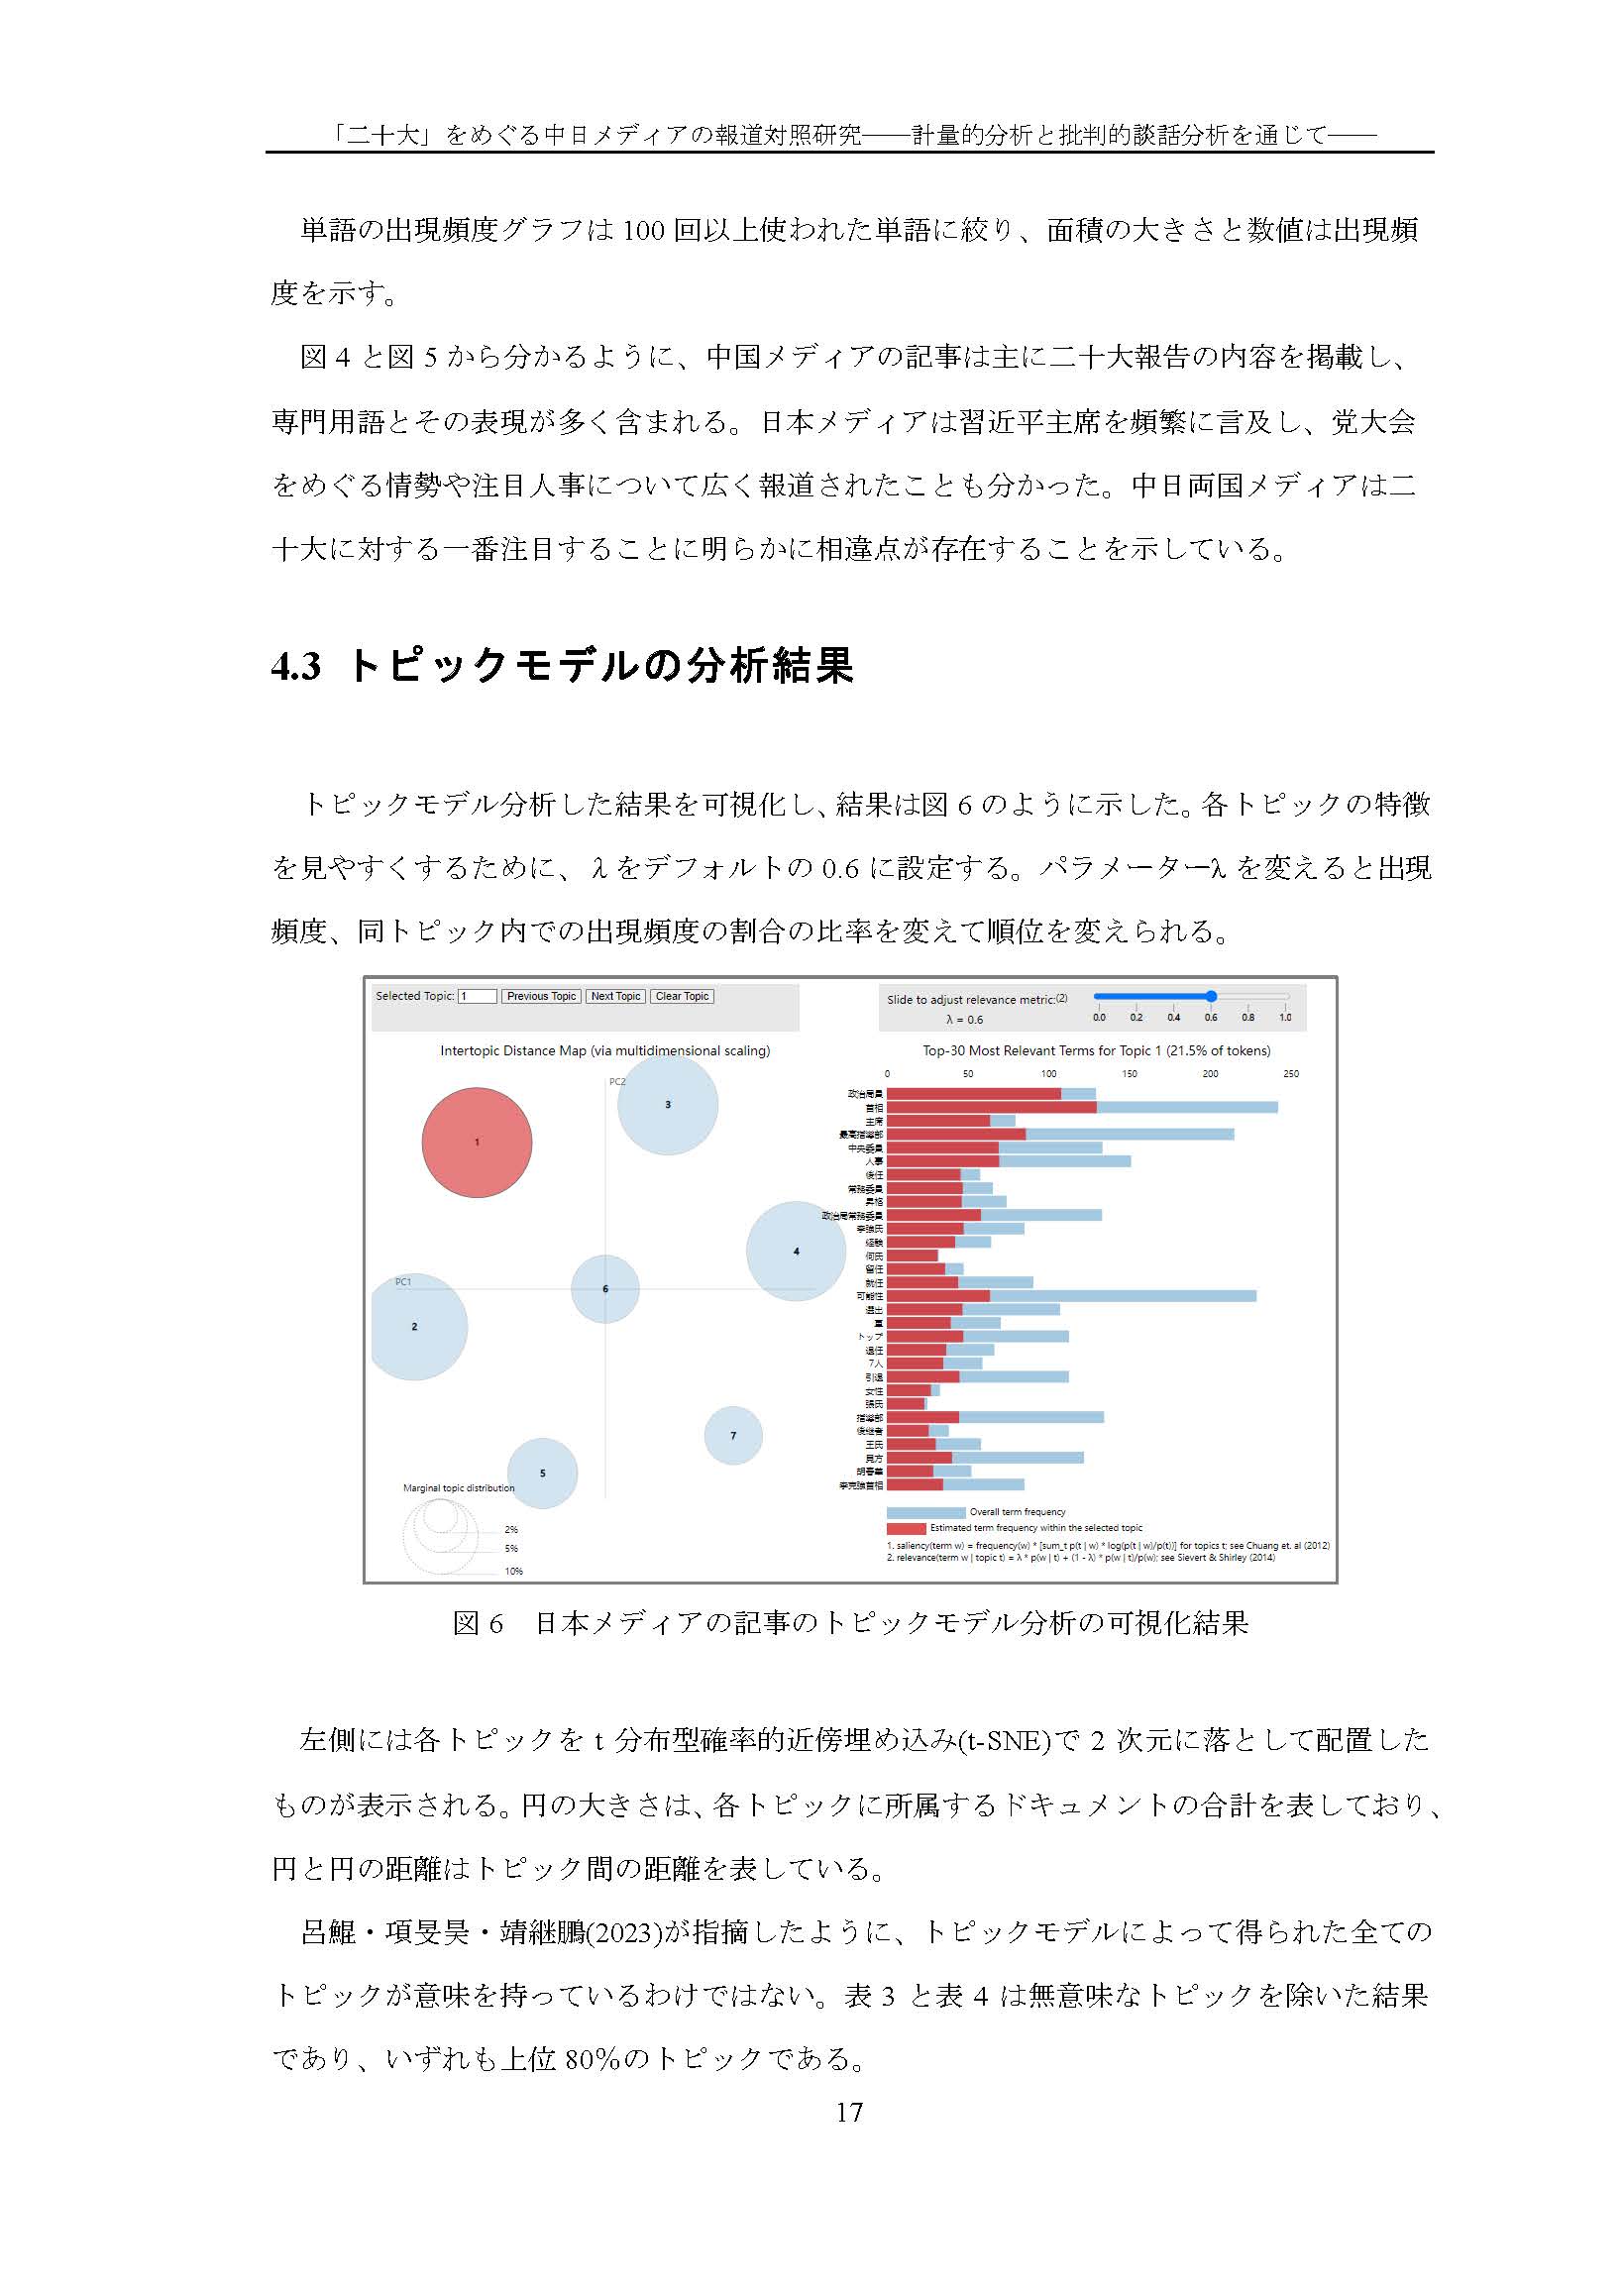 「二十大」をめぐる中日メディアの報道対照研究——計量的分析と批判的談話分析を通じて——
単語の出現頻度グラフは 100 回以上使われた単語に絞り、面積の大きさと数値は出現頻
度を示す。
図 4 と図 5 から分かるように、中国メディアの記事は主に二十大報告の内容を掲載し、
専門用語とその表現が多く含まれる。日本メディアは習近平主席を頻繁に言及し、党大会
をめぐる情勢や注目人事について広く報道されたことも分かった。中日両国メディアは二
十大に対する一番注目することに明らかに相違点が存在することを示している。
4.3 トピックモデルの分析結果
トピックモデル分析した結果を可視化し、結果は図 6 のように示した。各トピックの特徴
を見やすくするために、λをデフォルトの 0.6 に設定する。パラメーターλ を変えると出現
頻度、同トピック内での出現頻度の割合の比率を変えて順位を変えられる。
Selected Topic: 1 Previous Topic Next Topic Clear Topic
Slide to adjust relevance metric:(2)
λ = 0.6
0.0 0.2 0.4 0.6 0.8 1.0
Intertopic Distance Map (via multidimensional scaling)
PC2
PC1
1
3
4
2
6
7
5
Marginal topic distribution
2%
5%
10%
Top-30 Most Relevant Terms for Topic 1 (21.5% of tokens)
0 50 100 150 200 250
政治局員
首相
主席
最高指導部
中央委員
人事
後任
常務委員
昇格
政治局常務委員
李強氏
経験
何氏
留任
就任
可能性
選出
軍
トップ
退任
7人
引退
女性
張氏
指導部
後継者
王氏
見方
胡春華
李克強首相
Overall term frequency
Estimated term frequency within the selected topic
1. saliency(term w) = frequency(w) * [sum_t p(t | w) * log(p(t | w)/p(t))] for topics t; see Chuang et. al (2012)
2. relevance(term w | topic t) = λ * p(w | t) + (1 - λ) * p(w | t)/p(w); see Sievert & Shirley (2014)
図 6 日本メディアの記事のトピックモデル分析の可視化結果
左側には各トピックを t 分布型確率的近傍埋め込み(t-SNE)で 2 次元に落として配置した
ものが表示される。円の大きさは、各トピックに所属するドキュメントの合計を表しており、
円と円の距離はトピック間の距離を表している。
呂鯹・項旻昊・靖継鵬(2023)が指摘したように、トピックモデルによって得られた全ての
トピックが意味を持っているわけではない。表 3 と表 4 は無意味なトピックを除いた結果
であり、いずれも上位 80％のトピックである。
17